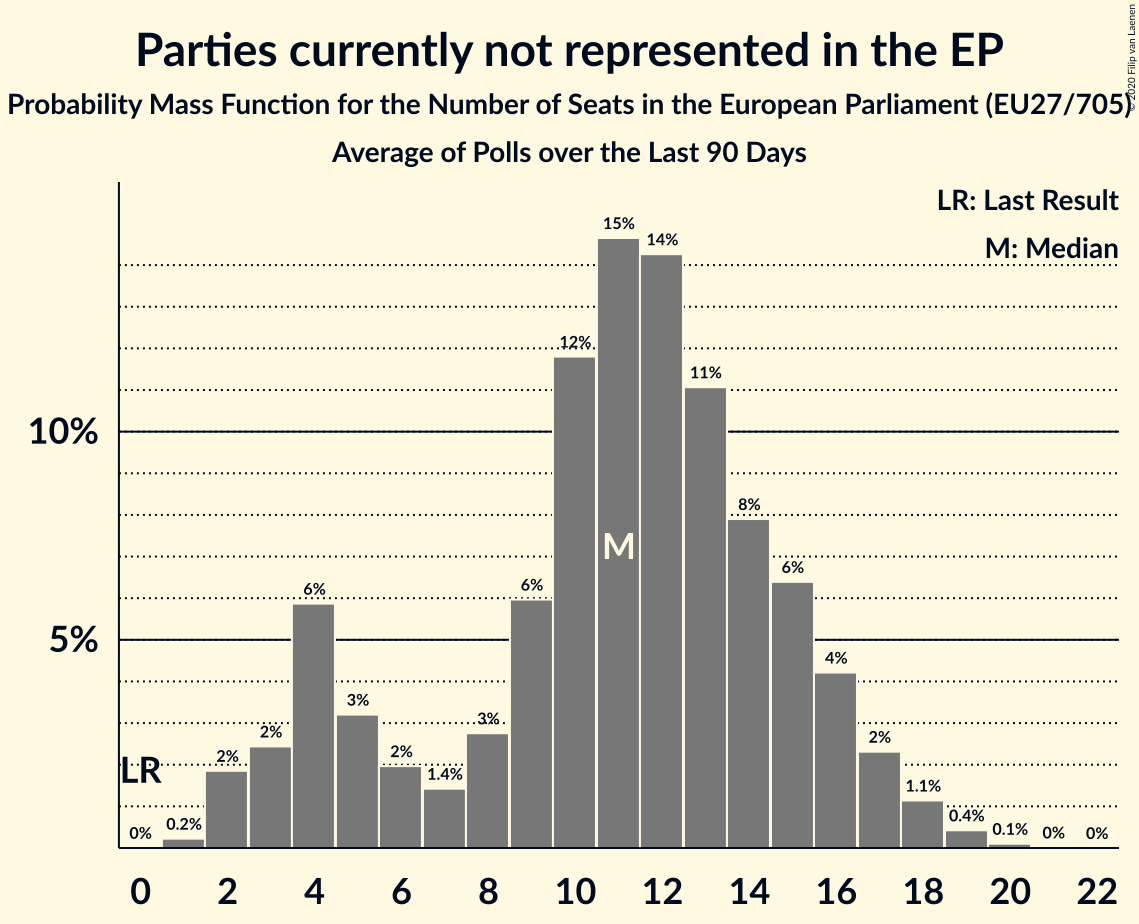 Parties currently not represented in the EP
Probability Mass Function for the Number of Seats in the European Parliament (EU27/705)
Average of Polls over the Last 90 Days
© 2020 Filip van Laenen
LR: Last Result
M: Median
15%
14%
12%
11%
10%
8%
M
6%
6%
6%
5%
4%
3%
3%
2%
2%
2%
2%
LR
1.4%
1.1%
0.4%
0.2%
0.1%
0%
0%
0%
0 2 4 6 8 10 12 14 16 18 20 22